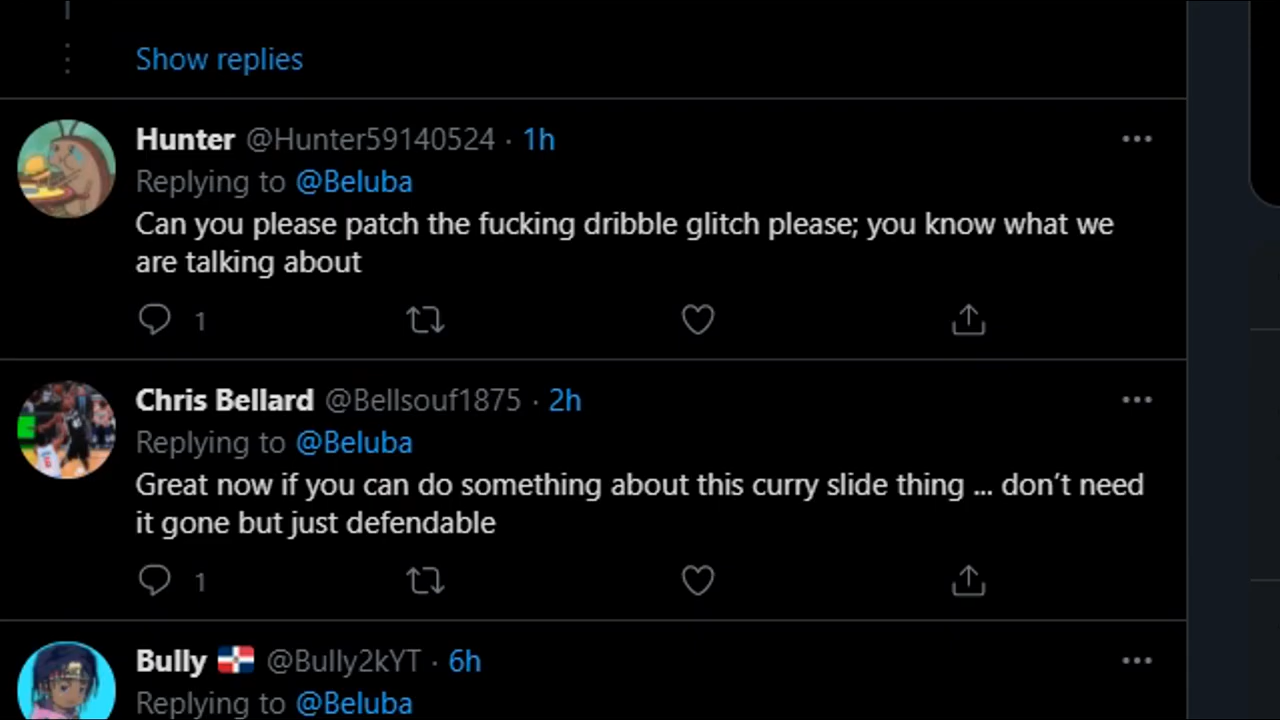 Show replies
Hunter @Hunter59140524 · 1h
Replying to @Beluba
Can you please patch the fucking dribble glitch please; you know what we
are talking about
1
Chris Bellard @Bellsouf1875 · 2h
Replying to @Beluba
Great now if you can do something about this curry slide thing ... don’t need
it gone but just defendable
1
Bully 🇩🇴 @Bully2kYT · 6h
Replying to @Beluba